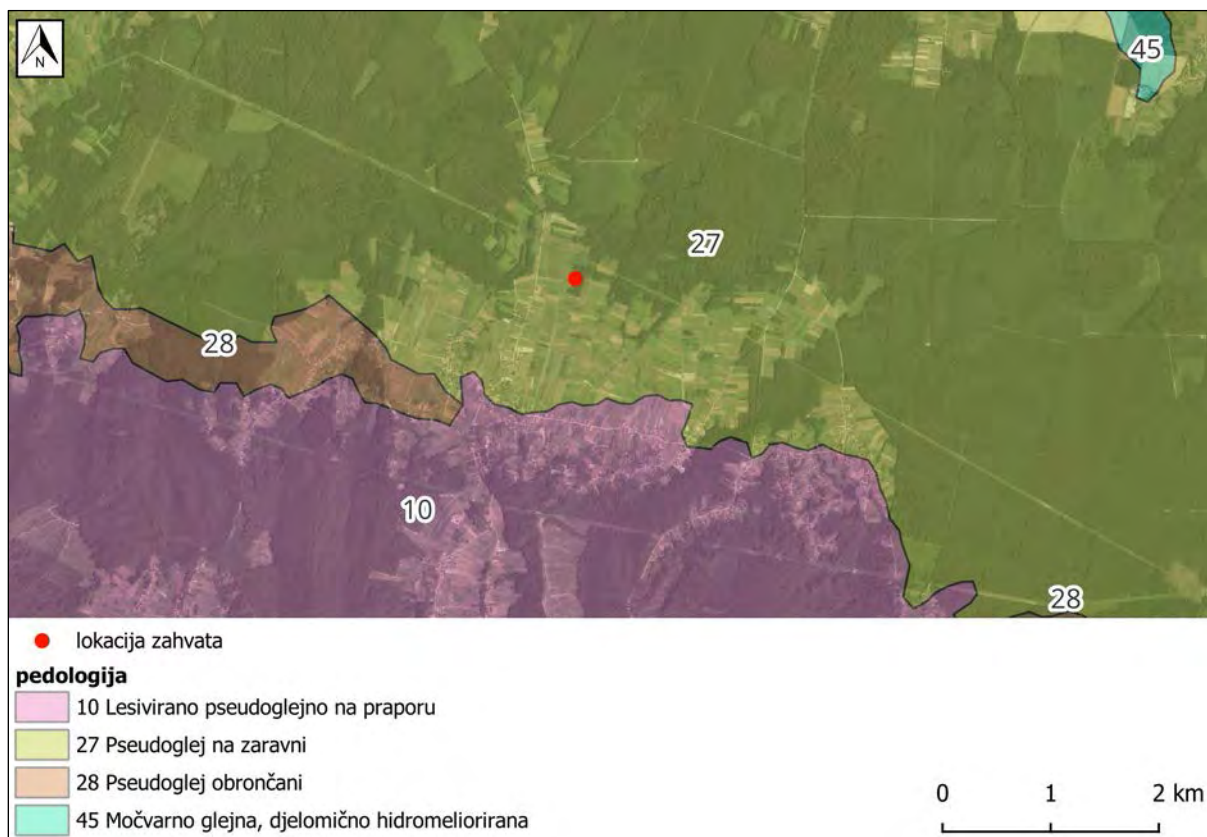 N
45
27
28
10
28
lokacija zahvata
pedologija
10 Lesivirano pseudoglejno na praporu
27 Pseudoglej na zaravni
28 Pseudoglej obrončani
45 Močvarno glejna, djelomično hidromeliorirana
0 1 2 km